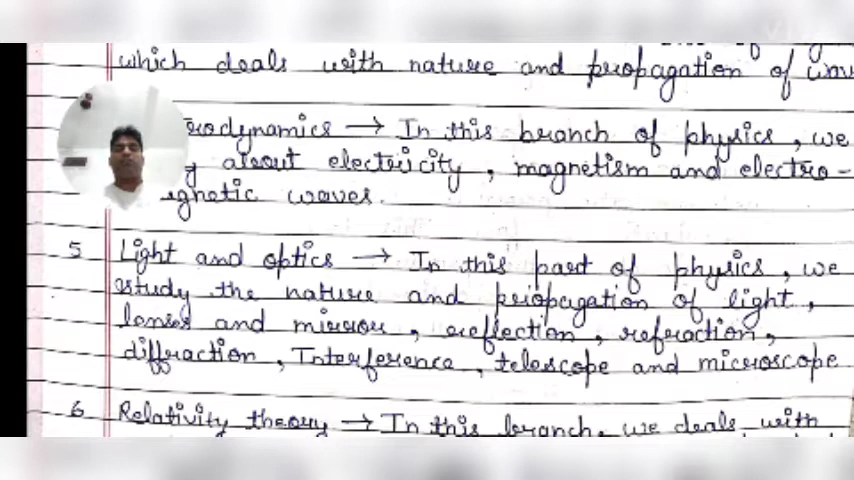 which deals with nature and propagation of wav
rodynamics → In this branch of physics, we
about electricity, magnetism and electro-
gnetic waves.
5 Light and optics → In this part of physics, we
study the nature and propagation of light,
lenses and mirror, reflection, refraction,
diffraction, Interference, telescope and microscope
6 Relativity theory → In this branch, we deals with